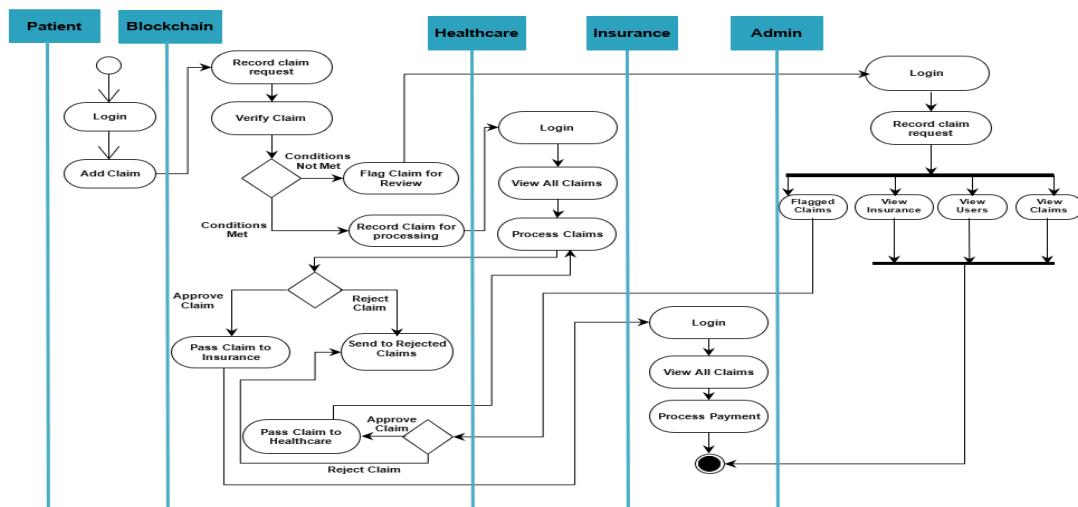 Patient
Blockchain
Healthcare
Insurance
Admin
Record claim
request
Login
Verify Claim
Login
Record claim
request
Login
Conditions
Not Met
Add Claim
Flag Claim for
Review
View All Claims
Flagged
Claims
View
Insurance
View
Users
View
Claims
Conditions
Met
Record Claim for
processing
Process Claims
Approve
Claim
Reject
Claim
Login
Pass Claim to
Insurance
Send to Rejected
Claims
View All Claims
Process Payment
Approve
Claim
Pass Claim to
Healthcare
Reject Claim